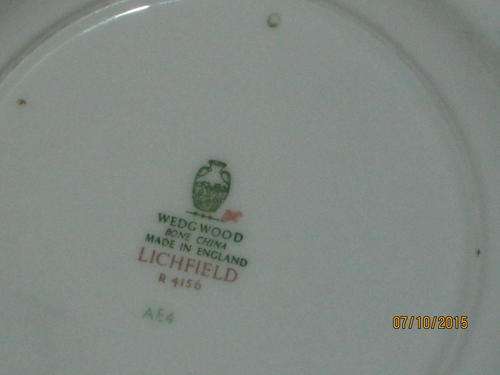 WEDGWOOD
BONE CHINA
MADE IN ENGLAND
LICHFIELD
R 4156
AE4
07/10/2015